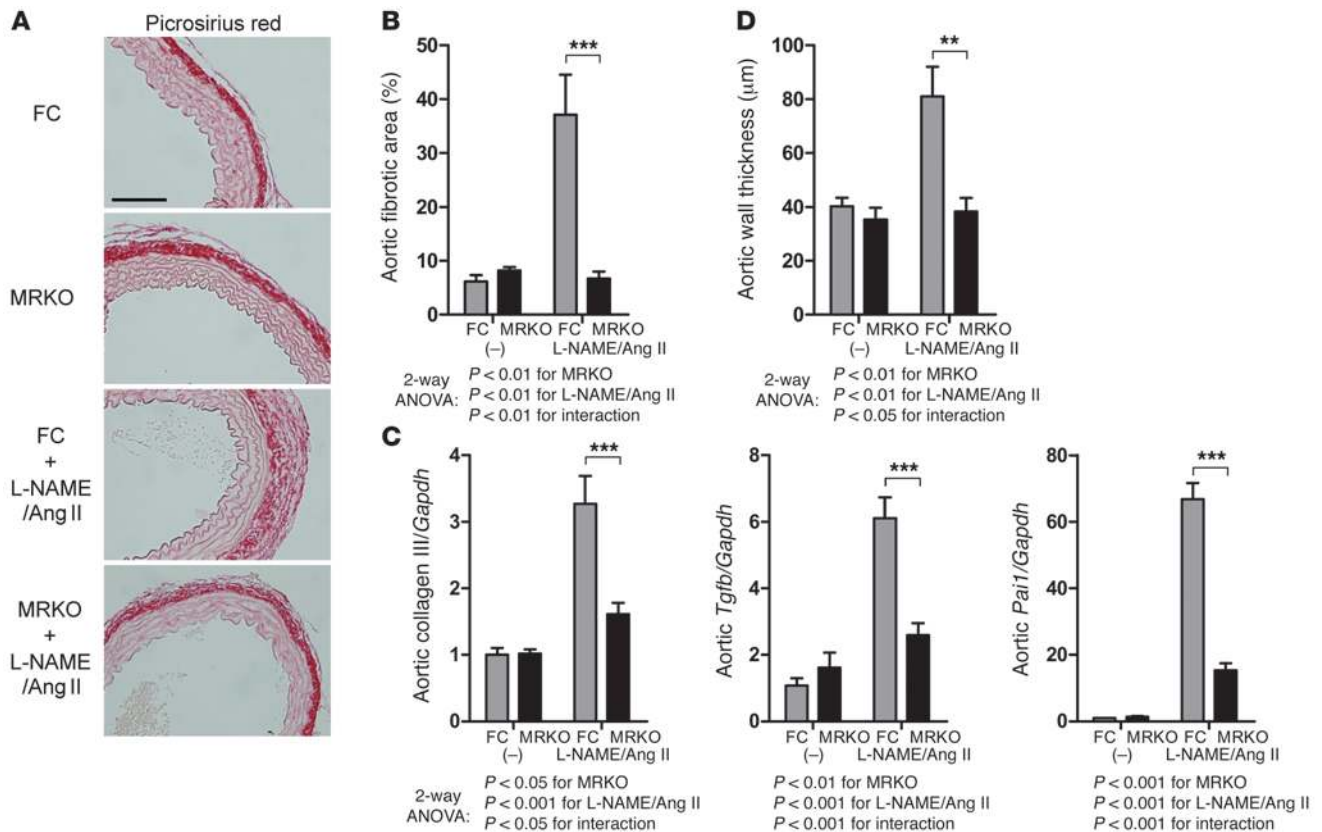 A
Picrosirius red
FC
MRKO
FC
+
L-NAME
/Ang II
MRKO
+
L-NAME
/Ang II
B
Aortic fibrotic area (%)
50
40
30
20
10
0
***
FC MRKO FC MRKO
(–) L-NAME/Ang II
2-way
ANOVA:
P < 0.01 for MRKO
P < 0.01 for L-NAME/Ang II
P < 0.01 for interaction
D
Aortic wall thickness (μm)
100
80
60
40
20
0
**
FC MRKO FC MRKO
(–) L-NAME/Ang II
2-way
ANOVA:
P < 0.01 for MRKO
P < 0.01 for L-NAME/Ang II
P < 0.05 for interaction
C
Aortic collagen III/Gapdh
4
3
2
1
0
***
FC MRKO FC MRKO
(–) L-NAME/Ang II
2-way
ANOVA:
P < 0.05 for MRKO
P < 0.001 for L-NAME/Ang II
P < 0.05 for interaction
Aortic Tgfb/Gapdh
8
6
4
2
0
***
FC MRKO FC MRKO
(–) L-NAME/Ang II
P < 0.01 for MRKO
P < 0.001 for L-NAME/Ang II
P < 0.001 for interaction
Aortic Pai1/Gapdh
80
60
40
20
0
***
FC MRKO FC MRKO
(–) L-NAME/Ang II
P < 0.001 for MRKO
P < 0.001 for L-NAME/Ang II
P < 0.001 for interaction